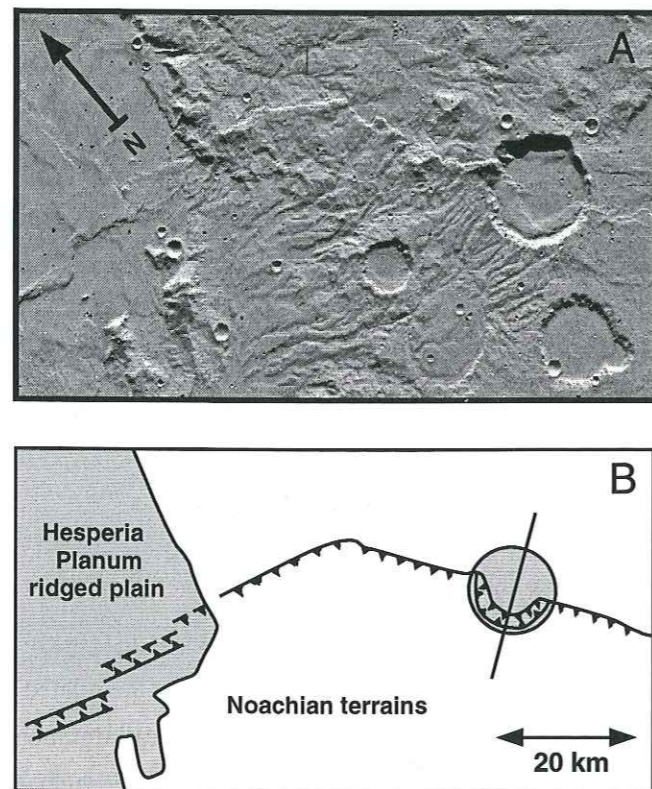 A
N
B
Hesperia
Planum
ridged plain
Noachian terrains
20 km